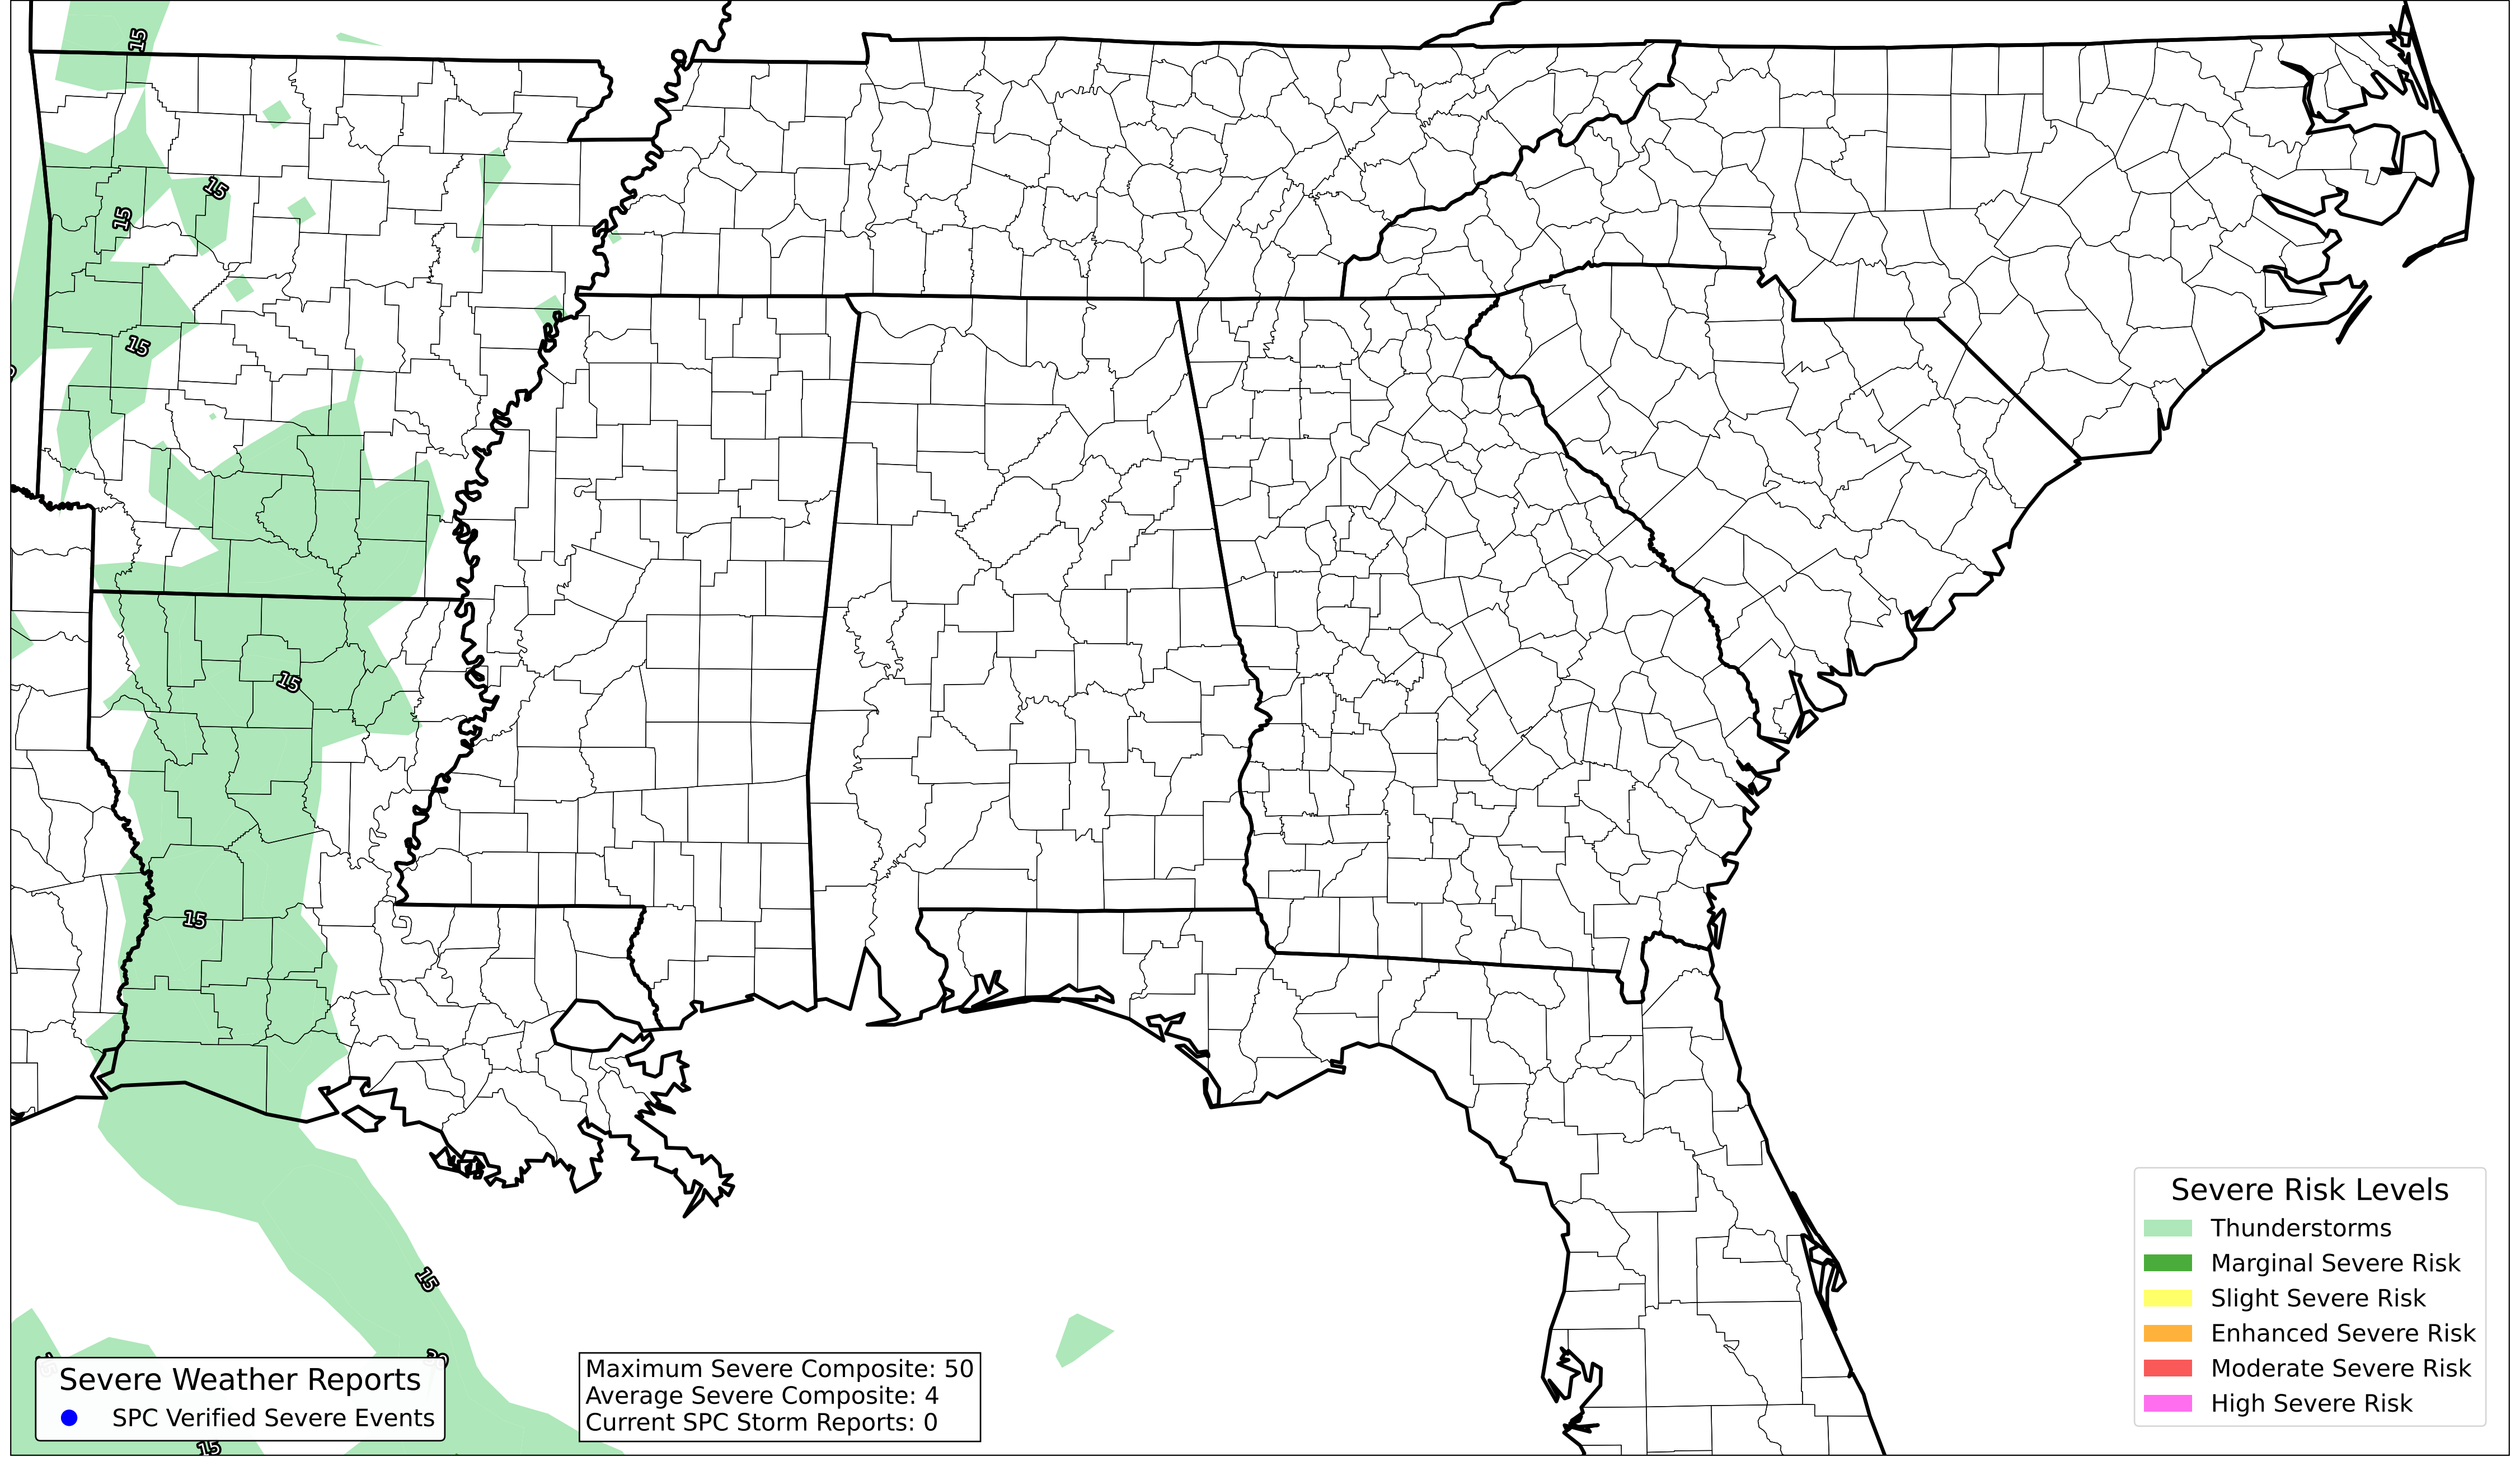 15
15
15
15
15
15
15
Severe Risk Levels
Thunderstorms
Marginal Severe Risk
Slight Severe Risk
Enhanced Severe Risk
Moderate Severe Risk
High Severe Risk
Severe Weather Reports
SPC Verified Severe Events
Maximum Severe Composite: 50
Average Severe Composite: 4
Current SPC Storm Reports: 0
15